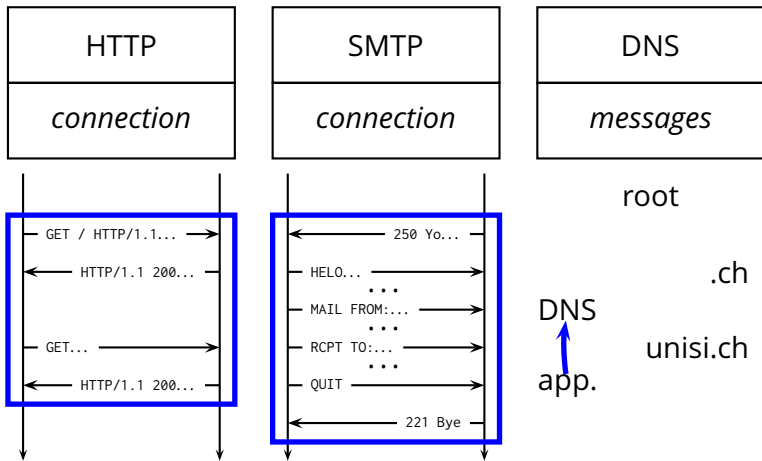 HTTP
connection
GET / HTTP/1.1...
HTTP/1.1 200...
GET...
HTTP/1.1 200...
SMTP
connection
250 Yo...
HELO...
...
MAIL FROM:...
...
RCPT TO:...
...
QUIT
221 Bye
DNS
messages
root
.ch
DNS
unisi.ch
app.